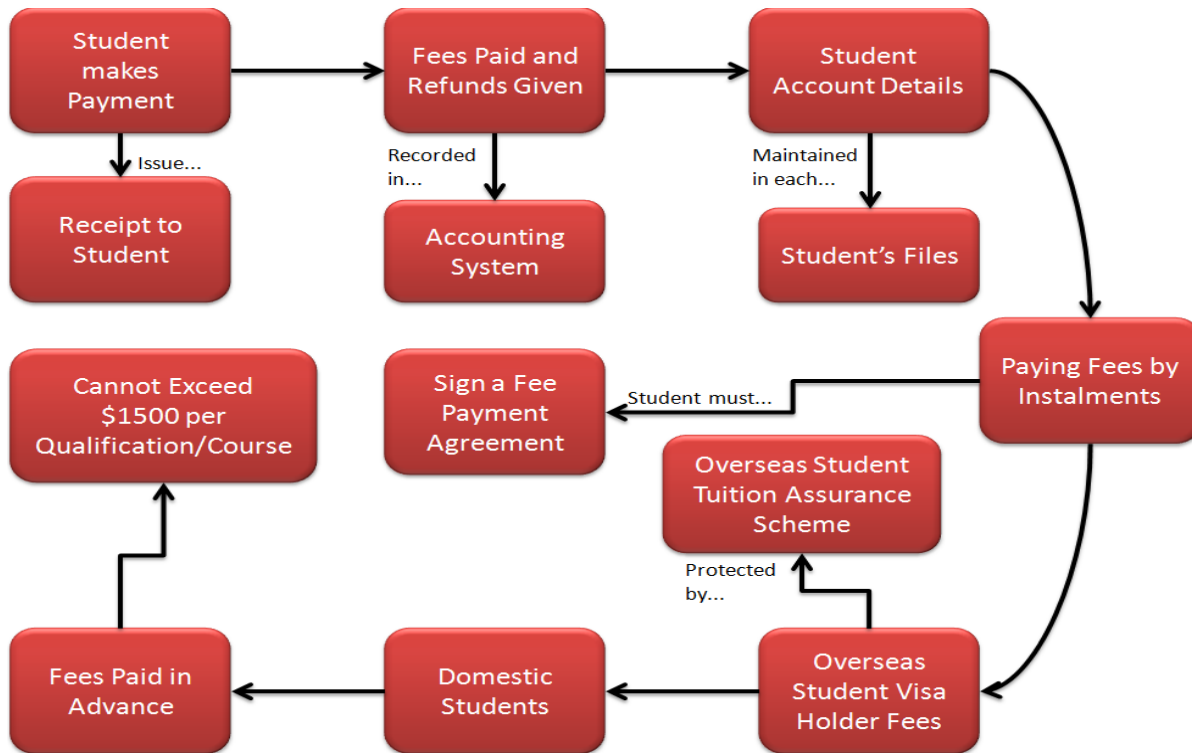 Student
makes
Payment
Fees Paid and
Refunds Given
Student
Account Details
Issue...
Recorded
in...
Maintained
in each...
Receipt to
Student
Accounting
System
Student’s Files
Cannot Exceed
$1500 per
Qualification/Course
Sign a Fee
Payment
Agreement
Student must...
Paying Fees by
Instalments
Overseas Student
Tuition Assurance
Scheme
Protected
by...
Fees Paid in
Advance
Domestic
Students
Overseas
Student Visa
Holder Fees